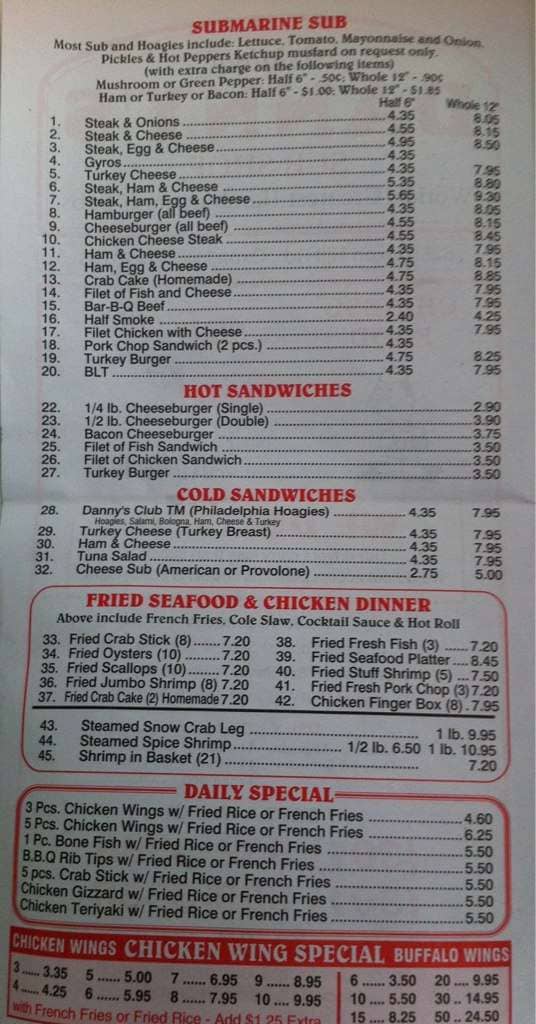 SUBMARINE SUB
Most Sub and Hoagies include: Lettuce, Tomato, Mayonnaise and Onion.
Pickles & Hot Peppers Ketchup mustard on request only.
(with extra charge on the following items)
Mushroom or Green Pepper: Half 6" - .50¢: Whole 12" - .90¢
Ham or Turkey or Bacon: Half 6" - $1.00: Whole 12" - $1.85
Half 6" Whole 12"
1. Steak & Onions 4.35 8.05
2. Steak & Cheese 4.55 8.15
3. Steak, Egg & Cheese 4.95 8.50
4. Gyros 4.35
5. Turkey Cheese 4.35 7.95
6. Steak, Ham & Cheese 5.35 8.80
7. Steak, Ham, Egg & Cheese 5.65 9.30
8. Hamburger (all beef) 4.35 8.05
9. Cheeseburger (all beef) 4.55 8.15
10. Chicken Cheese Steak 4.55 8.45
11. Ham & Cheese 4.35 7.95
12. Ham, Egg & Cheese 4.75 8.15
13. Crab Cake (Homemade) 4.75 8.85
14. Filet of Fish and Cheese 4.35 7.95
15. Bar-B-Q Beef 4.35 7.95
16. Half Smoke 2.40 4.25
17. Filet Chicken with Cheese 4.35 7.95
18. Pork Chop Sandwich (2 pcs.) 4.35
19. Turkey Burger 4.75 8.25
20. BLT 4.35 7.95
HOT SANDWICHES
22. 1/4 lb. Cheeseburger (Single) 2.90
23. 1/2 lb. Cheeseburger (Double) 3.90
24. Bacon Cheeseburger 3.75
25. Filet of Fish Sandwich 3.50
26. Filet of Chicken Sandwich 3.50
27. Turkey Burger 3.50
COLD SANDWICHES
28. Danny's Club TM (Philadelphia Hoagies) 4.35 7.95
Hoagies, Salami, Bologna, Ham, Cheese & Turkey
29. Turkey Cheese (Turkey Breast) 4.35 7.95
30. Ham & Cheese 4.35 7.95
31. Tuna Salad 4.35 7.95
32. Cheese Sub (American or Provolone) 2.75 5.00
FRIED SEAFOOD & CHICKEN DINNER
Above include French Fries, Cole Slaw, Cocktail Sauce & Hot Roll
33. Fried Crab Stick (8) 7.20 38. Fried Fresh Fish (3) 7.20
34. Fried Oysters (10) 7.20 39. Fried Seafood Platter 8.45
35. Fried Scallops (10) 7.20 40. Fried Stuff Shrimp (5) 7.50
36. Fried Jumbo Shrimp (8) 7.20 41. Fried Fresh Pork Chop (3) 7.20
37. Fried Crab Cake (2) Homemade 7.20 42. Chicken Finger Box (8) 7.95
43. Steamed Snow Crab Leg 1 lb. 9.95
44. Steamed Spice Shrimp 1/2 lb. 6.50 1 lb. 10.95
45. Shrimp in Basket (21) 7.20
DAILY SPECIAL
3 Pcs. Chicken Wings w/ Fried Rice or French Fries 4.60
5 Pcs. Chicken Wings w/ Fried Rice or French Fries 6.25
1 Pc. Bone Fish w/ Fried Rice or French Fries 5.50
B.B.Q Rib Tips w/ Fried Rice or French Fries 5.50
5 pcs. Crab Stick w/ Fried Rice or French Fries 5.50
Chicken Gizzard w/ Fried Rice or French Fries 5.50
Chicken Teriyaki w/ Fried Rice or French Fries 5.50
CHICKEN WINGS CHICKEN WING SPECIAL BUFFALO WINGS
3 ..... 3.35 5 ...... 5.00 7 ...... 6.95 9 ..... 8.95 6 ...... 3.50 20 .... 9.95
4 ..... 4.25 6 ..... 5.95 8 ..... 7.95 10 .... 9.95 10 .... 5.50 30 .. 14.95
with French Fries or Fried Rice - Add $1.25 Extra 15 .... 8.25 50 .. 24.50